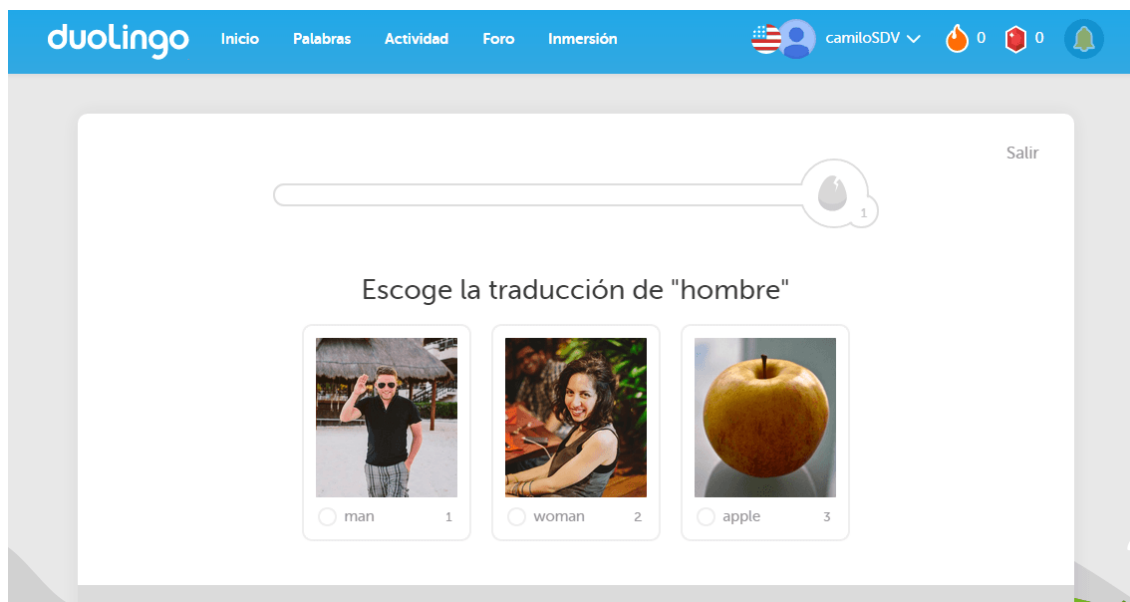 duolingo Inicio Palabras Actividad Foro Inmersión camiloSDV 0 0
Salir
1
Escoge la traducción de "hombre"
man 1 woman 2 apple 3